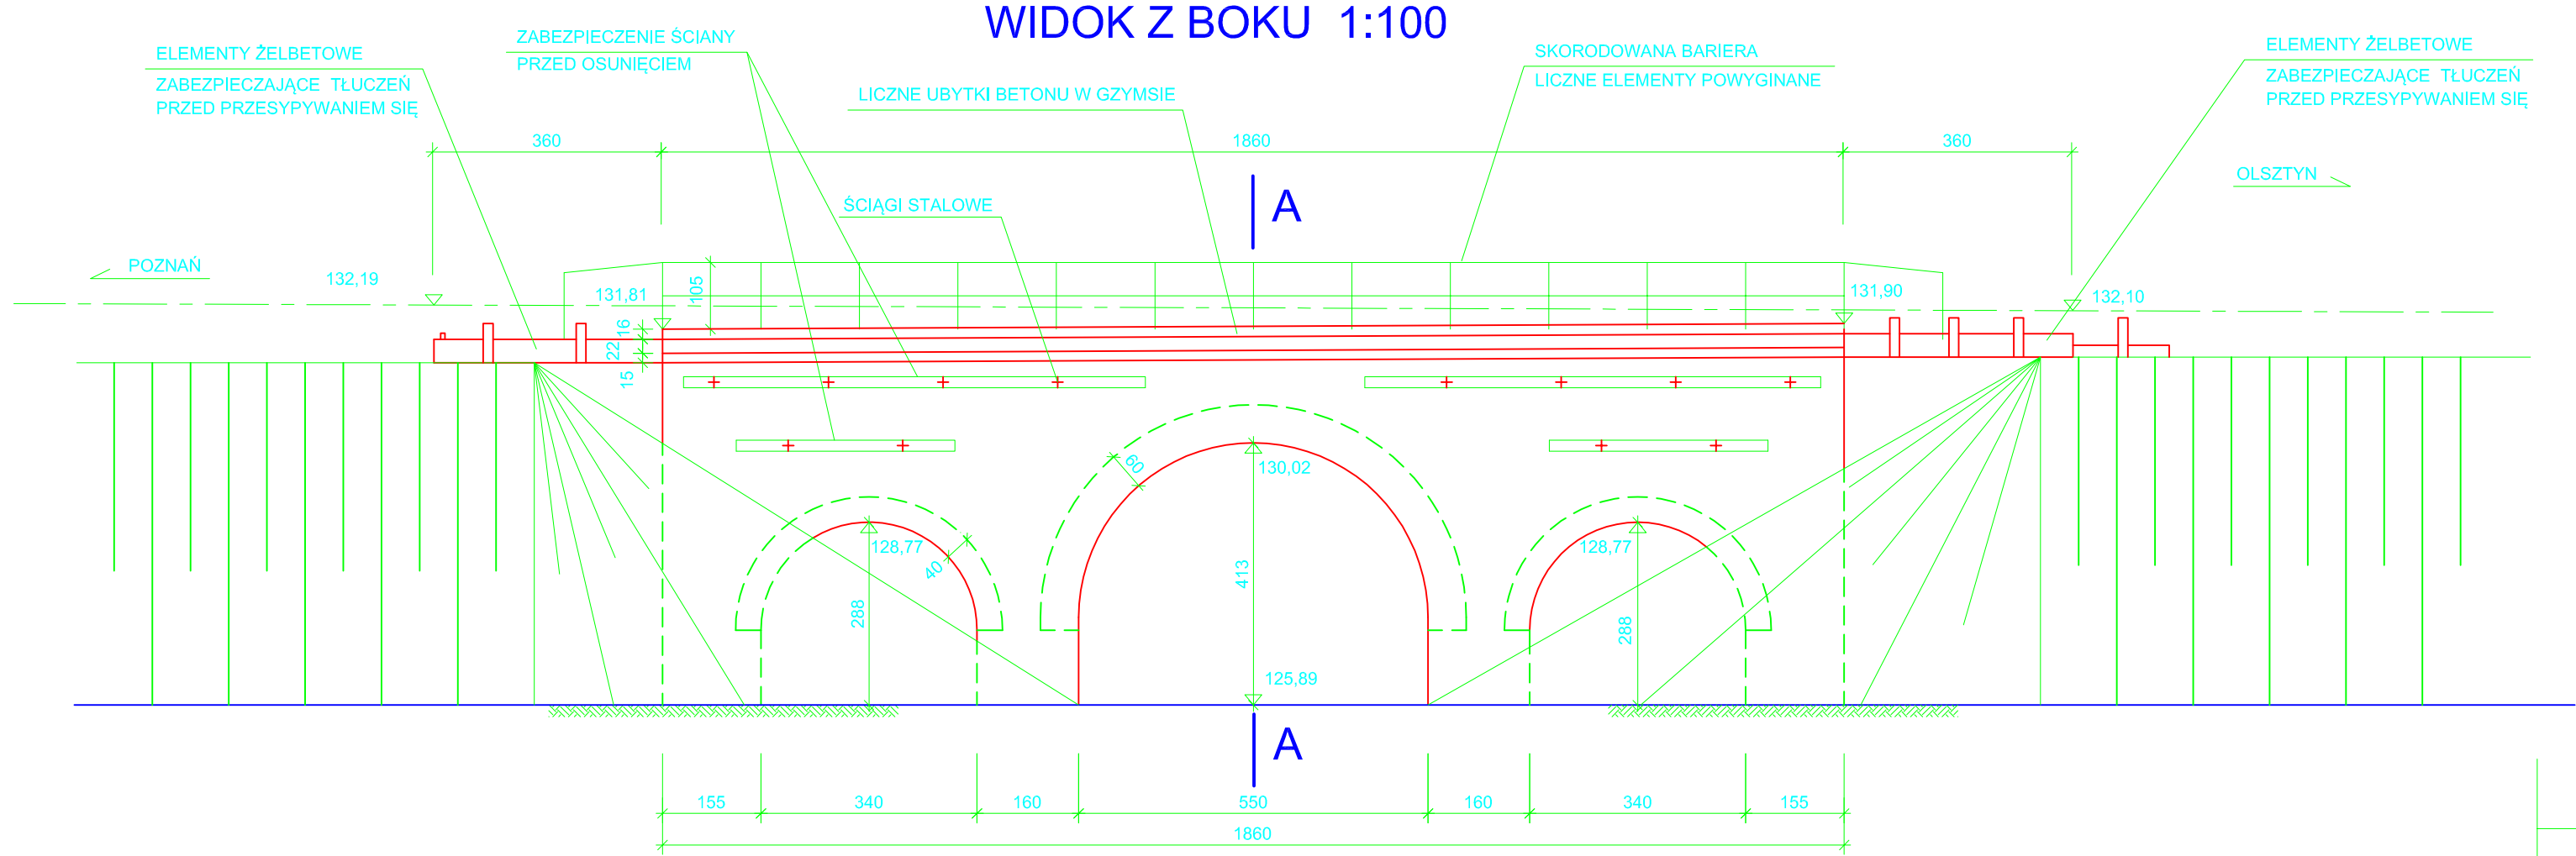 WIDOK Z BOKU 1:100
ELEMENTY ŻELBETOWE
ZABEZPIECZAJĄCE TŁUCZEŃ
PRZED PRZESYPYWANIEM SIĘ
ZABEZPIECZENIE ŚCIANY
PRZED OSUNIĘCIEM
LICZNE UBYTKI BETONU W GZYMSIE
SKORODOWANA BARIERA
LICZNE ELEMENTY POWYGINANE
ELEMENTY ŻELBETOWE
ZABEZPIECZAJĄCE TŁUCZEŃ
PRZED PRZESYPYWANIEM SIĘ
360
1860
360
OLSZTYN
ŚCIĄGI STALOWE
A
POZNAŃ
132,19
131,81
105
131,90
132,10
16
22
15
60
130,02
128,77
40
288
413
128,77
288
125,89
A
155
340
160
550
160
340
155
1860